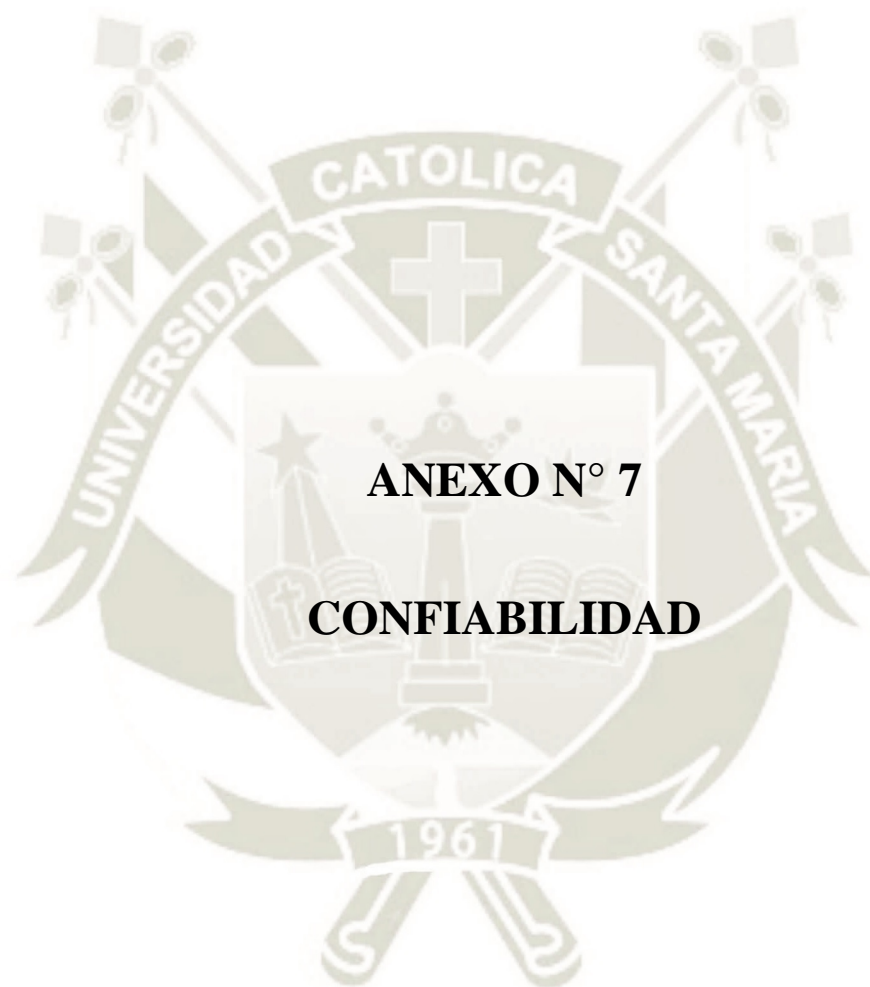 CATOLICA
UNIVERSIDAD
SANTA MARIA
ANEXO N° 7
CONFIABILIDAD
1961